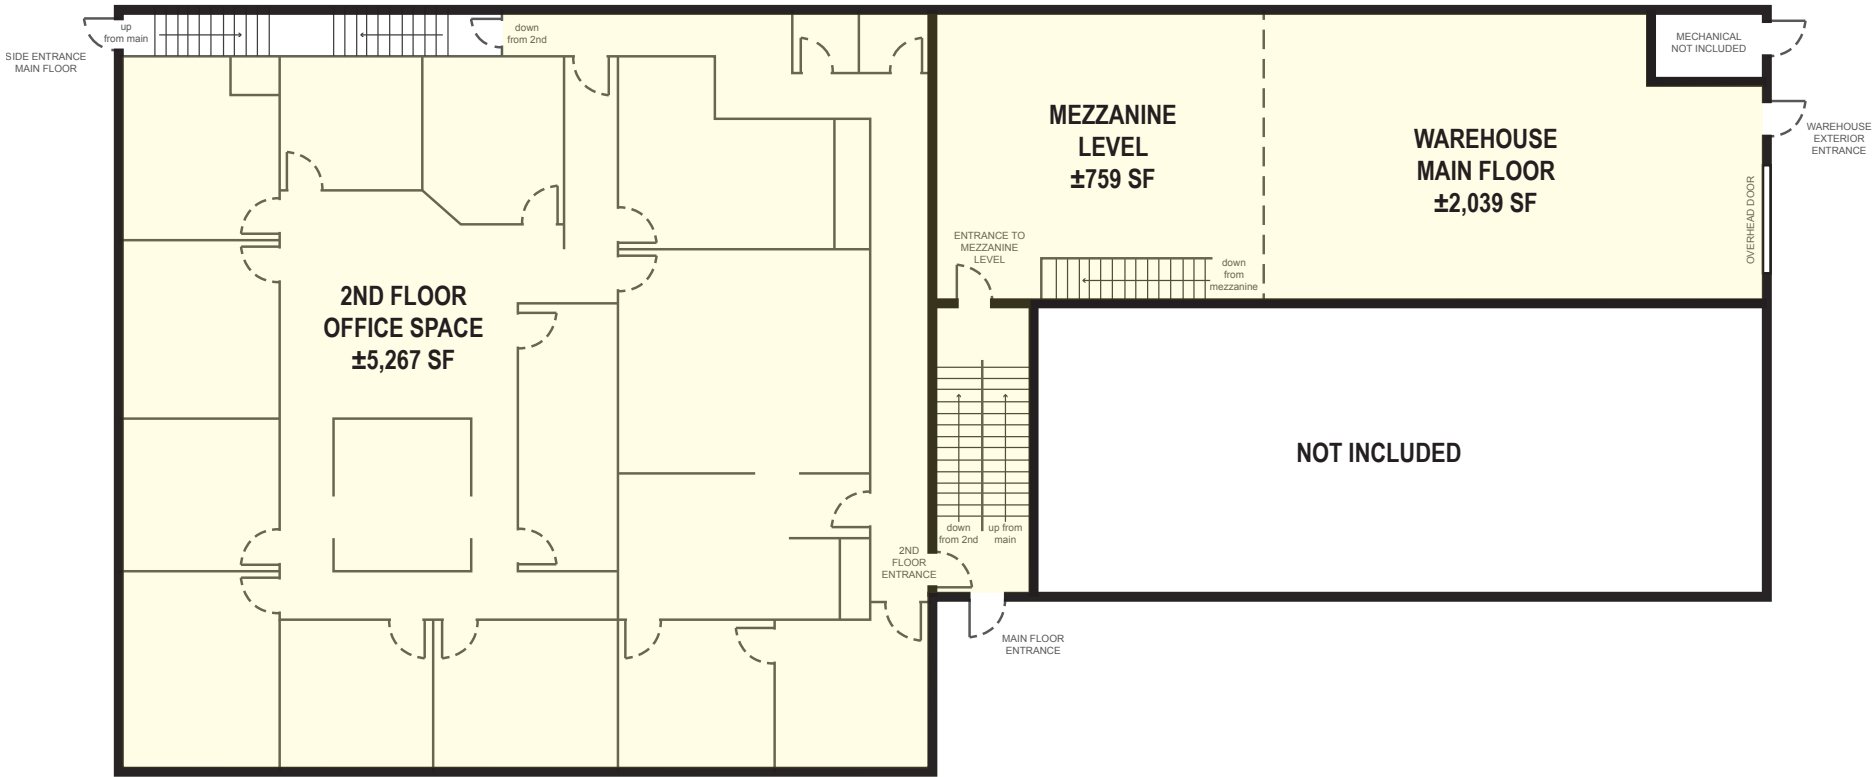 up
from main
SIDE ENTRANCE
MAIN FLOOR
down
from 2nd
MECHANICAL
NOT INCLUDED
WAREHOUSE
EXTERIOR
ENTRANCE
OVERHEAD DOOR
MEZZANINE
LEVEL
±759 SF
WAREHOUSE
MAIN FLOOR
±2,039 SF
ENTRANCE TO
MEZZANINE
LEVEL
down
from
mezzanine
2ND FLOOR
OFFICE SPACE
±5,267 SF
NOT INCLUDED
down
from 2nd
up from
main
2ND
FLOOR
ENTRANCE
MAIN FLOOR
ENTRANCE